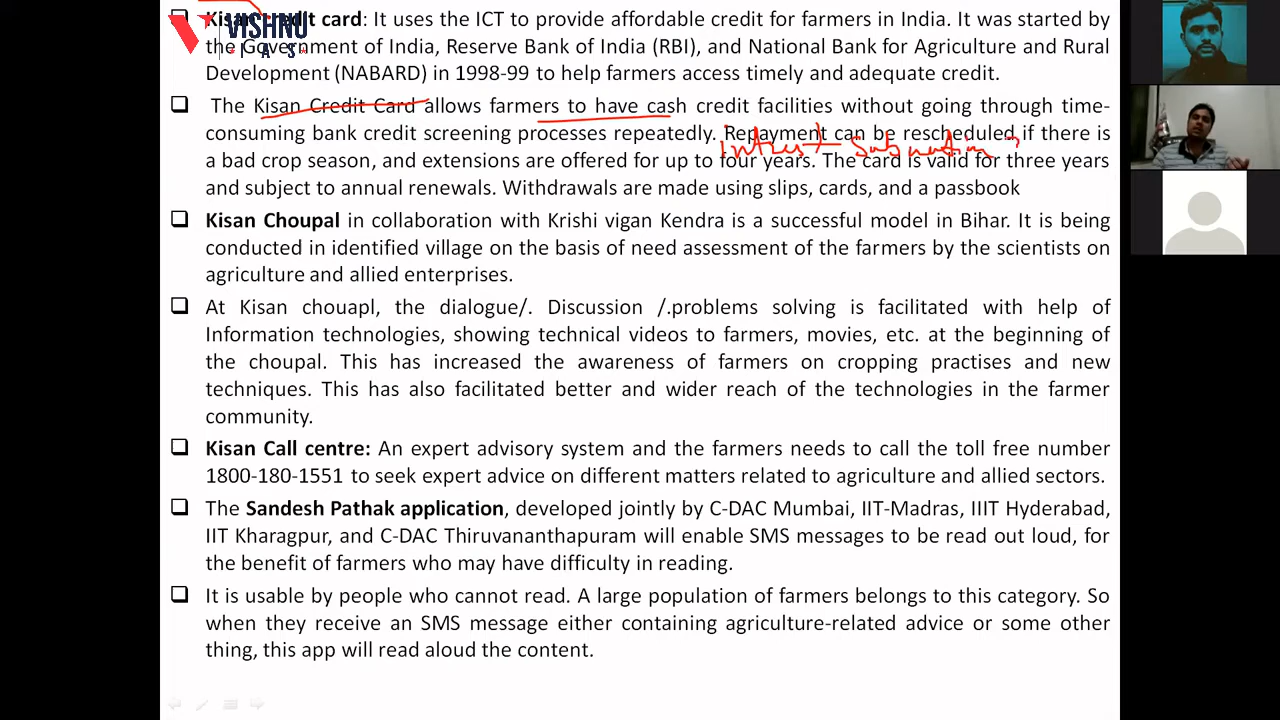 VISHNU
I A S
Kisan credit card: It uses the ICT to provide affordable credit for farmers in India. It was started by
the Government of India, Reserve Bank of India (RBI), and National Bank for Agriculture and Rural
Development (NABARD) in 1998-99 to help farmers access timely and adequate credit.
The Kisan Credit Card allows farmers to have cash credit facilities without going through time-
consuming bank credit screening processes repeatedly. Repayment can be rescheduled if there is
Intrest Subvention
a bad crop season, and extensions are offered for up to four years. The card is valid for three years
and subject to annual renewals. Withdrawals are made using slips, cards, and a passbook
Kisan Choupal in collaboration with Krishi vigan Kendra is a successful model in Bihar. It is being
conducted in identified village on the basis of need assessment of the farmers by the scientists on
agriculture and allied enterprises.
At Kisan chouapl, the dialogue/. Discussion /.problems solving is facilitated with help of
Information technologies, showing technical videos to farmers, movies, etc. at the beginning of
the choupal. This has increased the awareness of farmers on cropping practises and new
techniques. This has also facilitated better and wider reach of the technologies in the farmer
community.
Kisan Call centre: An expert advisory system and the farmers needs to call the toll free number
1800-180-1551 to seek expert advice on different matters related to agriculture and allied sectors.
The Sandesh Pathak application, developed jointly by C-DAC Mumbai, IIT-Madras, IIIT Hyderabad,
IIT Kharagpur, and C-DAC Thiruvananthapuram will enable SMS messages to be read out loud, for
the benefit of farmers who may have difficulty in reading.
It is usable by people who cannot read. A large population of farmers belongs to this category. So
when they receive an SMS message either containing agriculture-related advice or some other
thing, this app will read aloud the content.